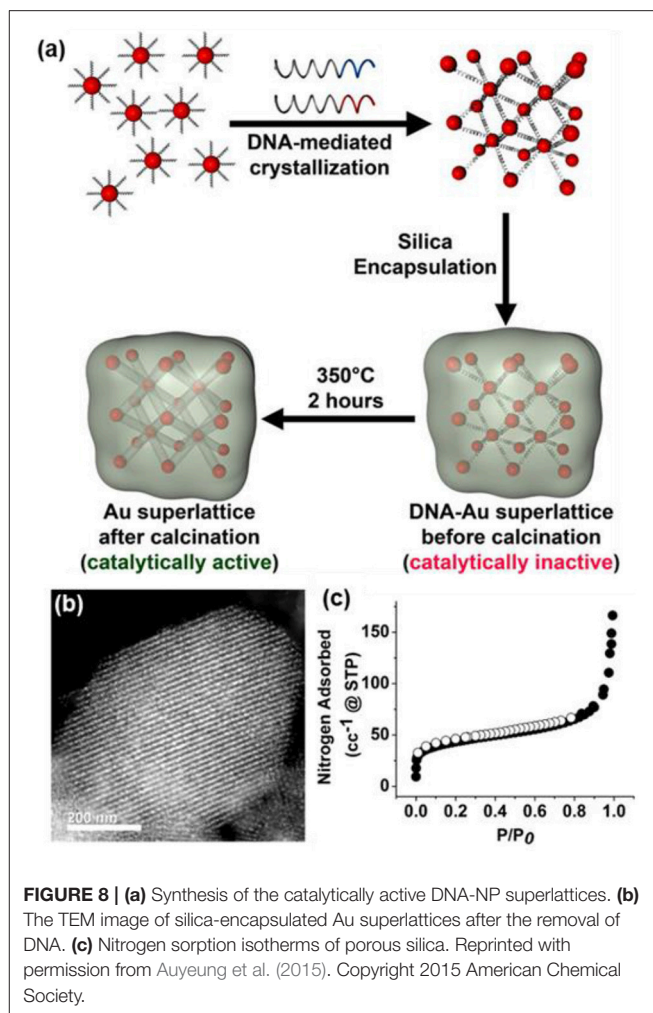 (a)
DNA-mediated
crystallization
Silica
Encapsulation
350°C
2 hours
Au superlattice
after calcination
(catalytically active)
DNA-Au superlattice
before calcination
(catalytically inactive)
(b)
200 nm
(c)
Nitrogen Adsorbed
(cc⁻¹ @ STP)
150
100
50
0
0.0 0.2 0.4 0.6 0.8 1.0
P/P₀
FIGURE 8 | (a) Synthesis of the catalytically active DNA-NP superlattices. (b)
The TEM image of silica-encapsulated Au superlattices after the removal of
DNA. (c) Nitrogen sorption isotherms of porous silica. Reprinted with
permission from Auyeung et al. (2015). Copyright 2015 American Chemical
Society.